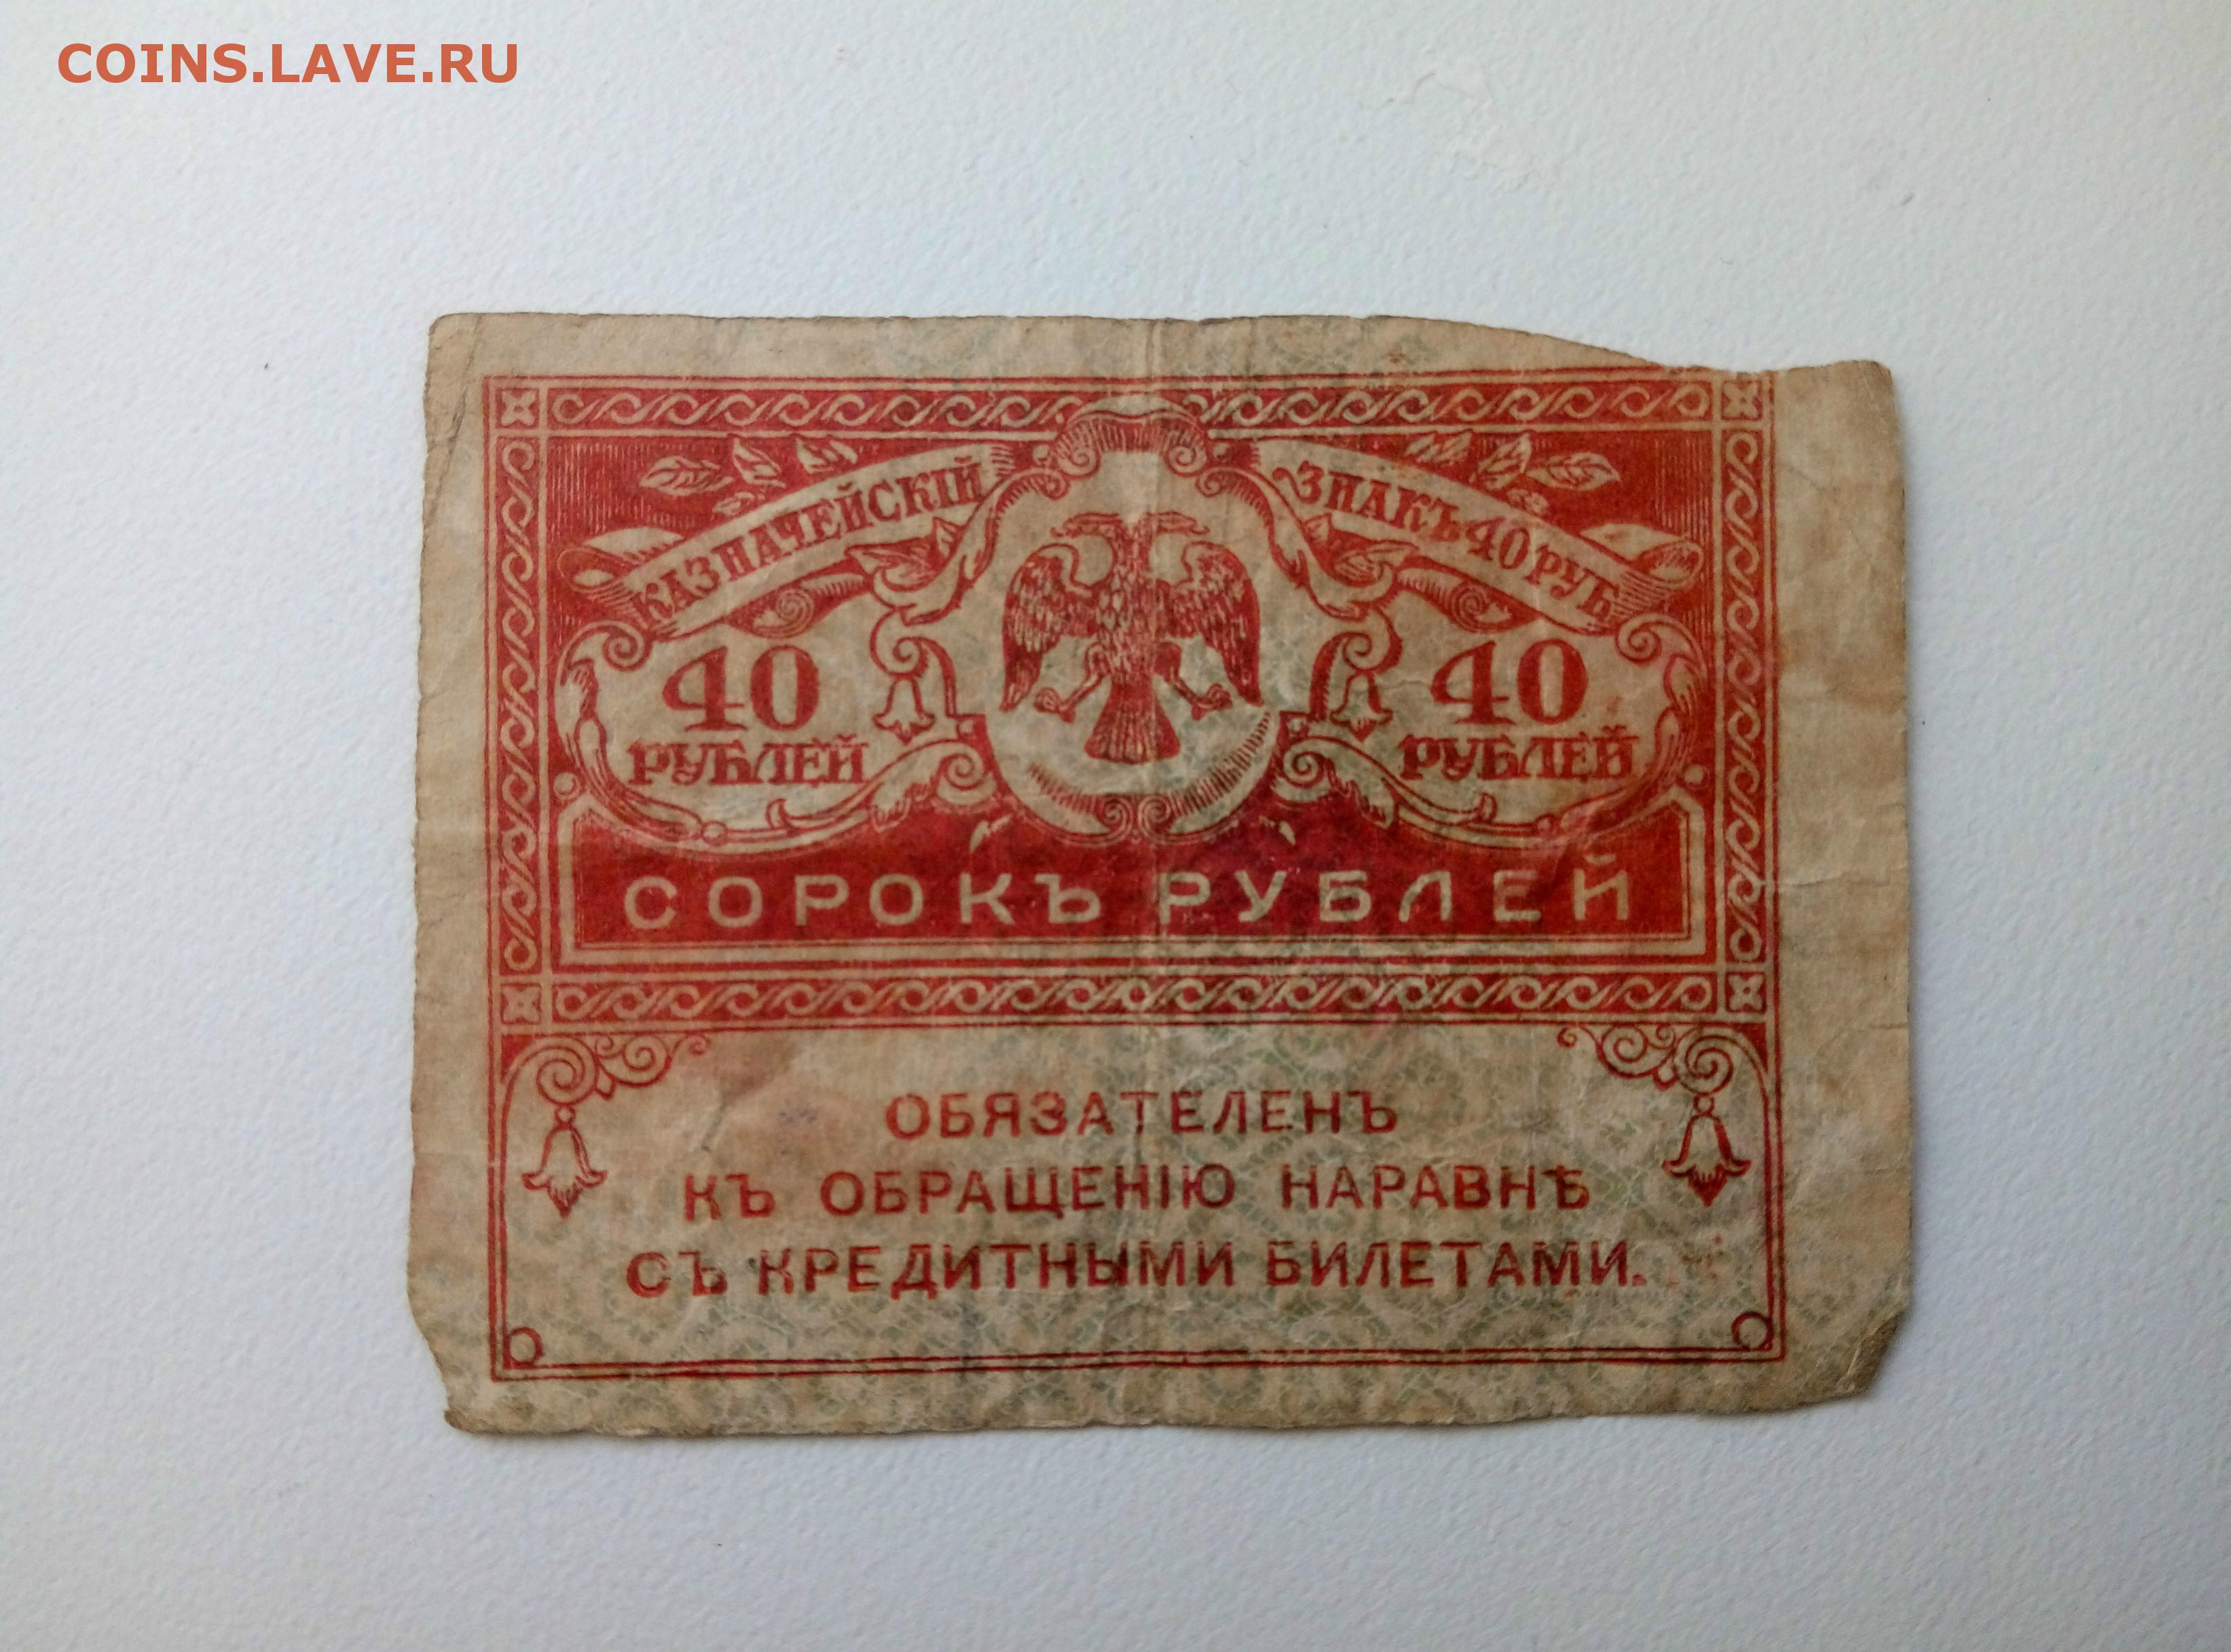 COINS.LAVE.RU
КАЗНАЧЕЙСКІЙ ЗНАКЪ 40 РУБ
40 40
РУБЛЕЙ РУБЛЕЙ
СОРОКЪ РУБЛЕЙ
ОБЯЗАТЕЛЕНЪ
КЪ ОБРАЩЕНІЮ НАРАВНѢ
СЪ КРЕДИТНЫМИ БИЛЕТАМИ.